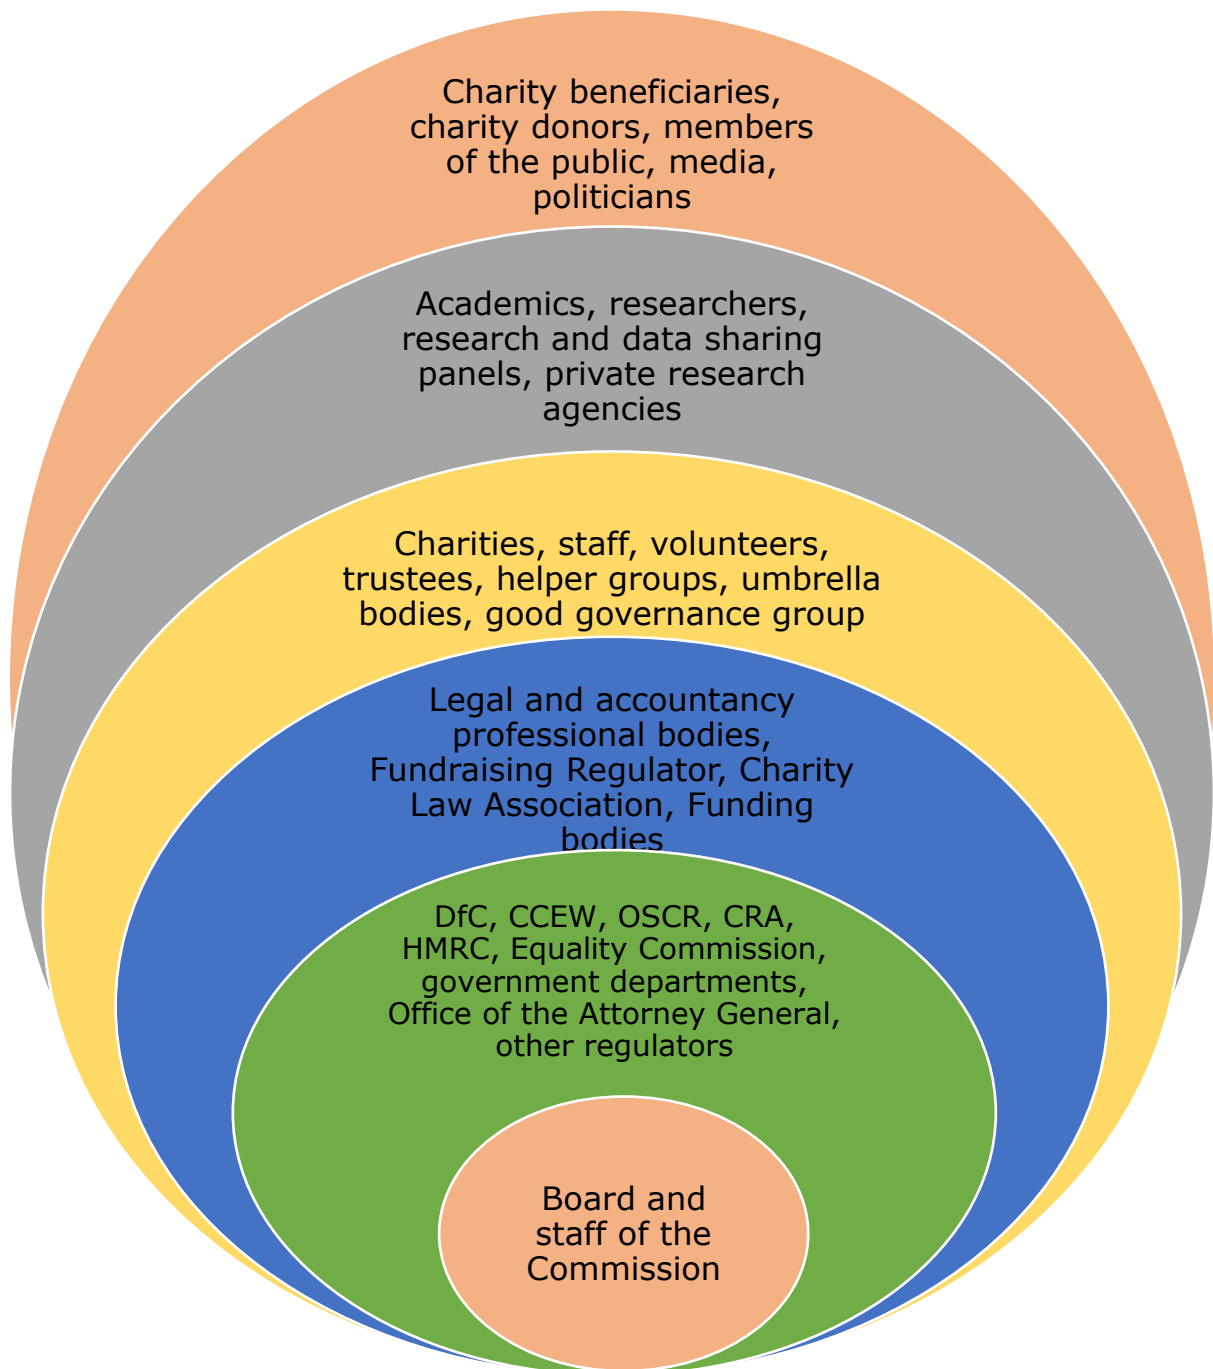 Charity beneficiaries,
charity donors, members
of the public, media,
politicians
Academics, researchers,
research and data sharing
panels, private research
agencies
Charities, staff, volunteers,
trustees, helper groups, umbrella
bodies, good governance group
Legal and accountancy
professional bodies,
Fundraising Regulator, Charity
Law Association, Funding
bodies
DfC, CCEW, OSCR, CRA,
HMRC, Equality Commission,
government departments,
Office of the Attorney General,
other regulators
Board and
staff of the
Commission